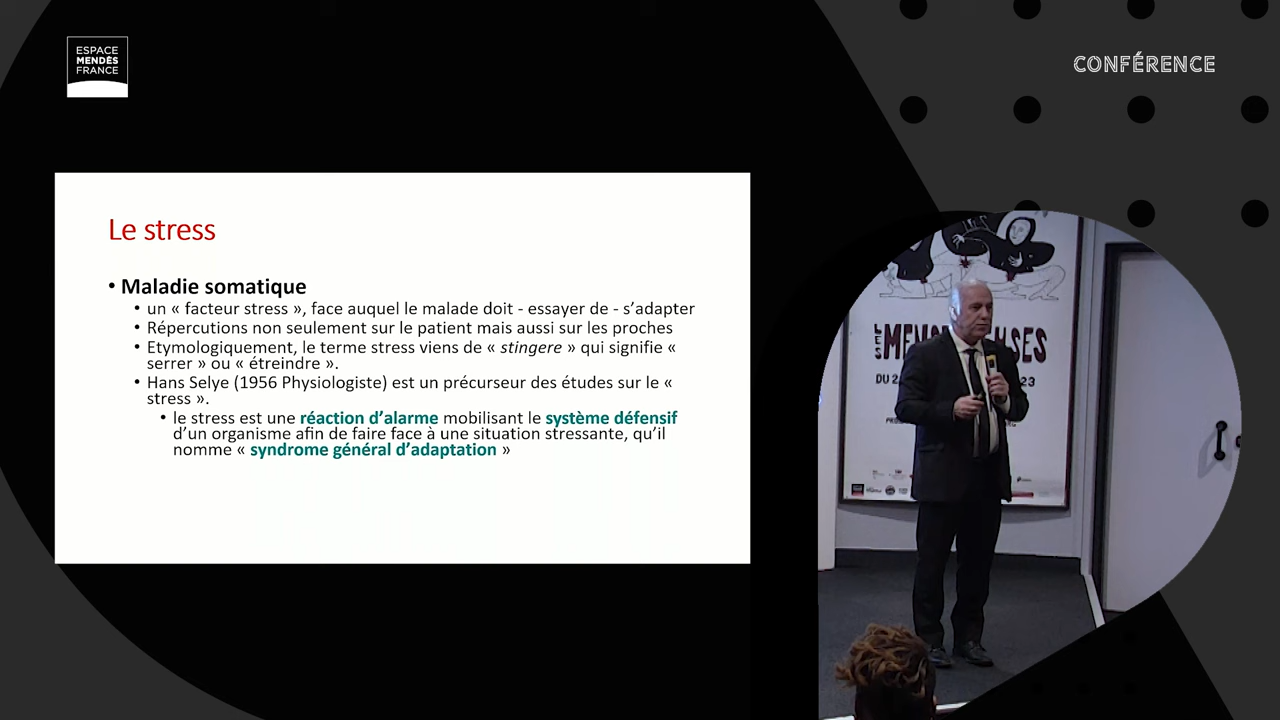 ESPACE
MENDÈS
FRANCE
CONFÉRENCE
Le stress
• Maladie somatique
• un « facteur stress », face auquel le malade doit - essayer de - s’adapter
• Répercutions non seulement sur le patient mais aussi sur les proches
• Etymologiquement, le terme stress viens de « stingere » qui signifie «
serrer » ou « étreindre ».
• Hans Selye (1956 Physiologiste) est un précurseur des études sur le «
stress ».
• le stress est une réaction d’alarme mobilisant le système défensif
d’un organisme afin de faire face à une situation stressante, qu’il
nomme « syndrome général d’adaptation »
LES
DU 2
23